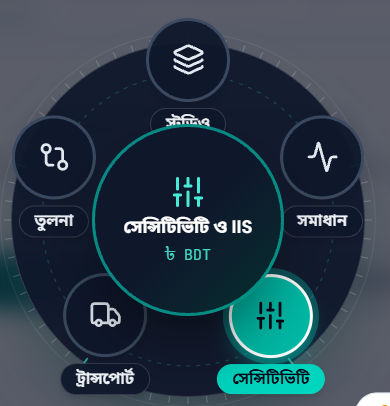 স্টুডিও
তুলনা
সমাধান
সেন্সিটিভিটি ও IIS
৳ BDT
ট্রান্সপোর্ট
সেন্সিটিভিটি